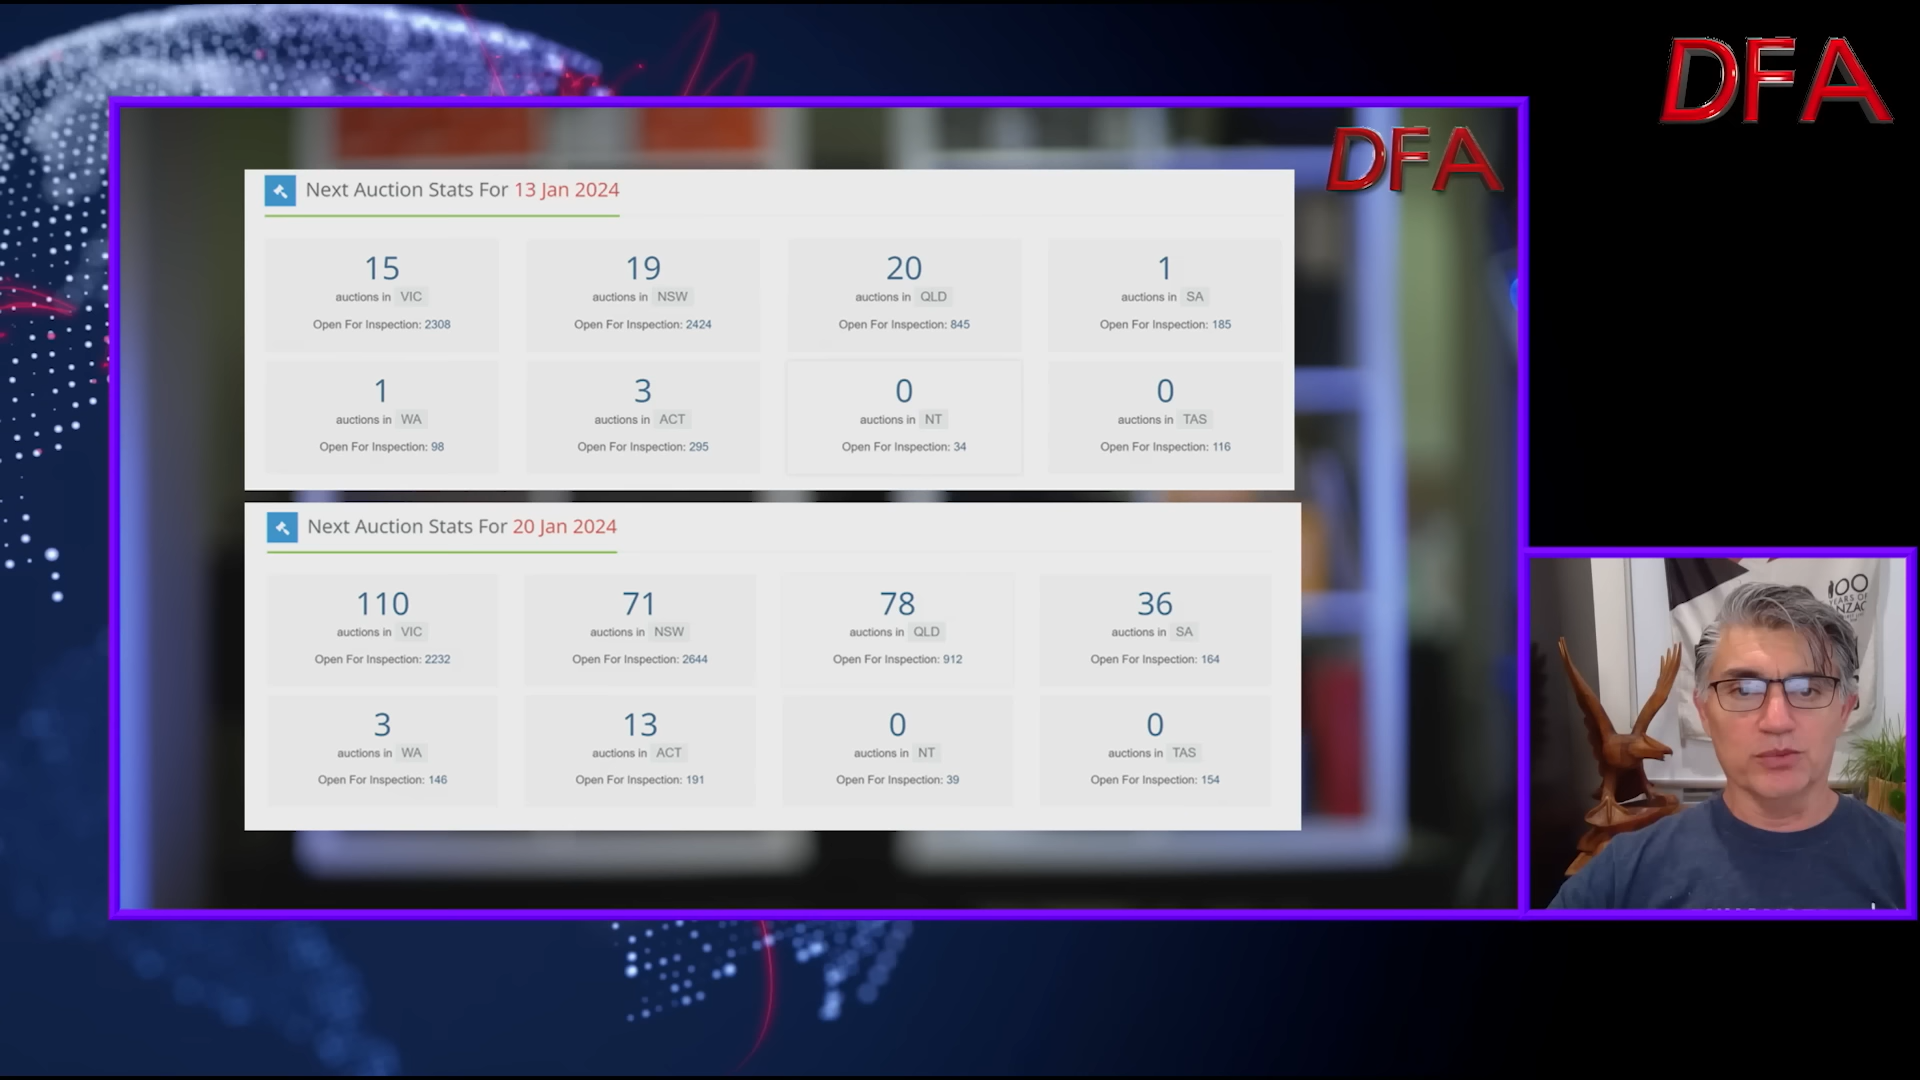 DFA
DFA
Next Auction Stats For 13 Jan 2024
15
auctions in VIC
Open For Inspection: 2308
19
auctions in NSW
Open For Inspection: 2424
20
auctions in QLD
Open For Inspection: 845
1
auctions in SA
Open For Inspection: 185
1
auctions in WA
Open For Inspection: 98
3
auctions in ACT
Open For Inspection: 295
0
auctions in NT
Open For Inspection: 34
0
auctions in TAS
Open For Inspection: 116
Next Auction Stats For 20 Jan 2024
110
auctions in VIC
Open For Inspection: 2232
71
auctions in NSW
Open For Inspection: 2644
78
auctions in QLD
Open For Inspection: 912
36
auctions in SA
Open For Inspection: 164
3
auctions in WA
Open For Inspection: 146
13
auctions in ACT
Open For Inspection: 191
0
auctions in NT
Open For Inspection: 39
0
auctions in TAS
Open For Inspection: 154
100
YEARS OF
ANZAC